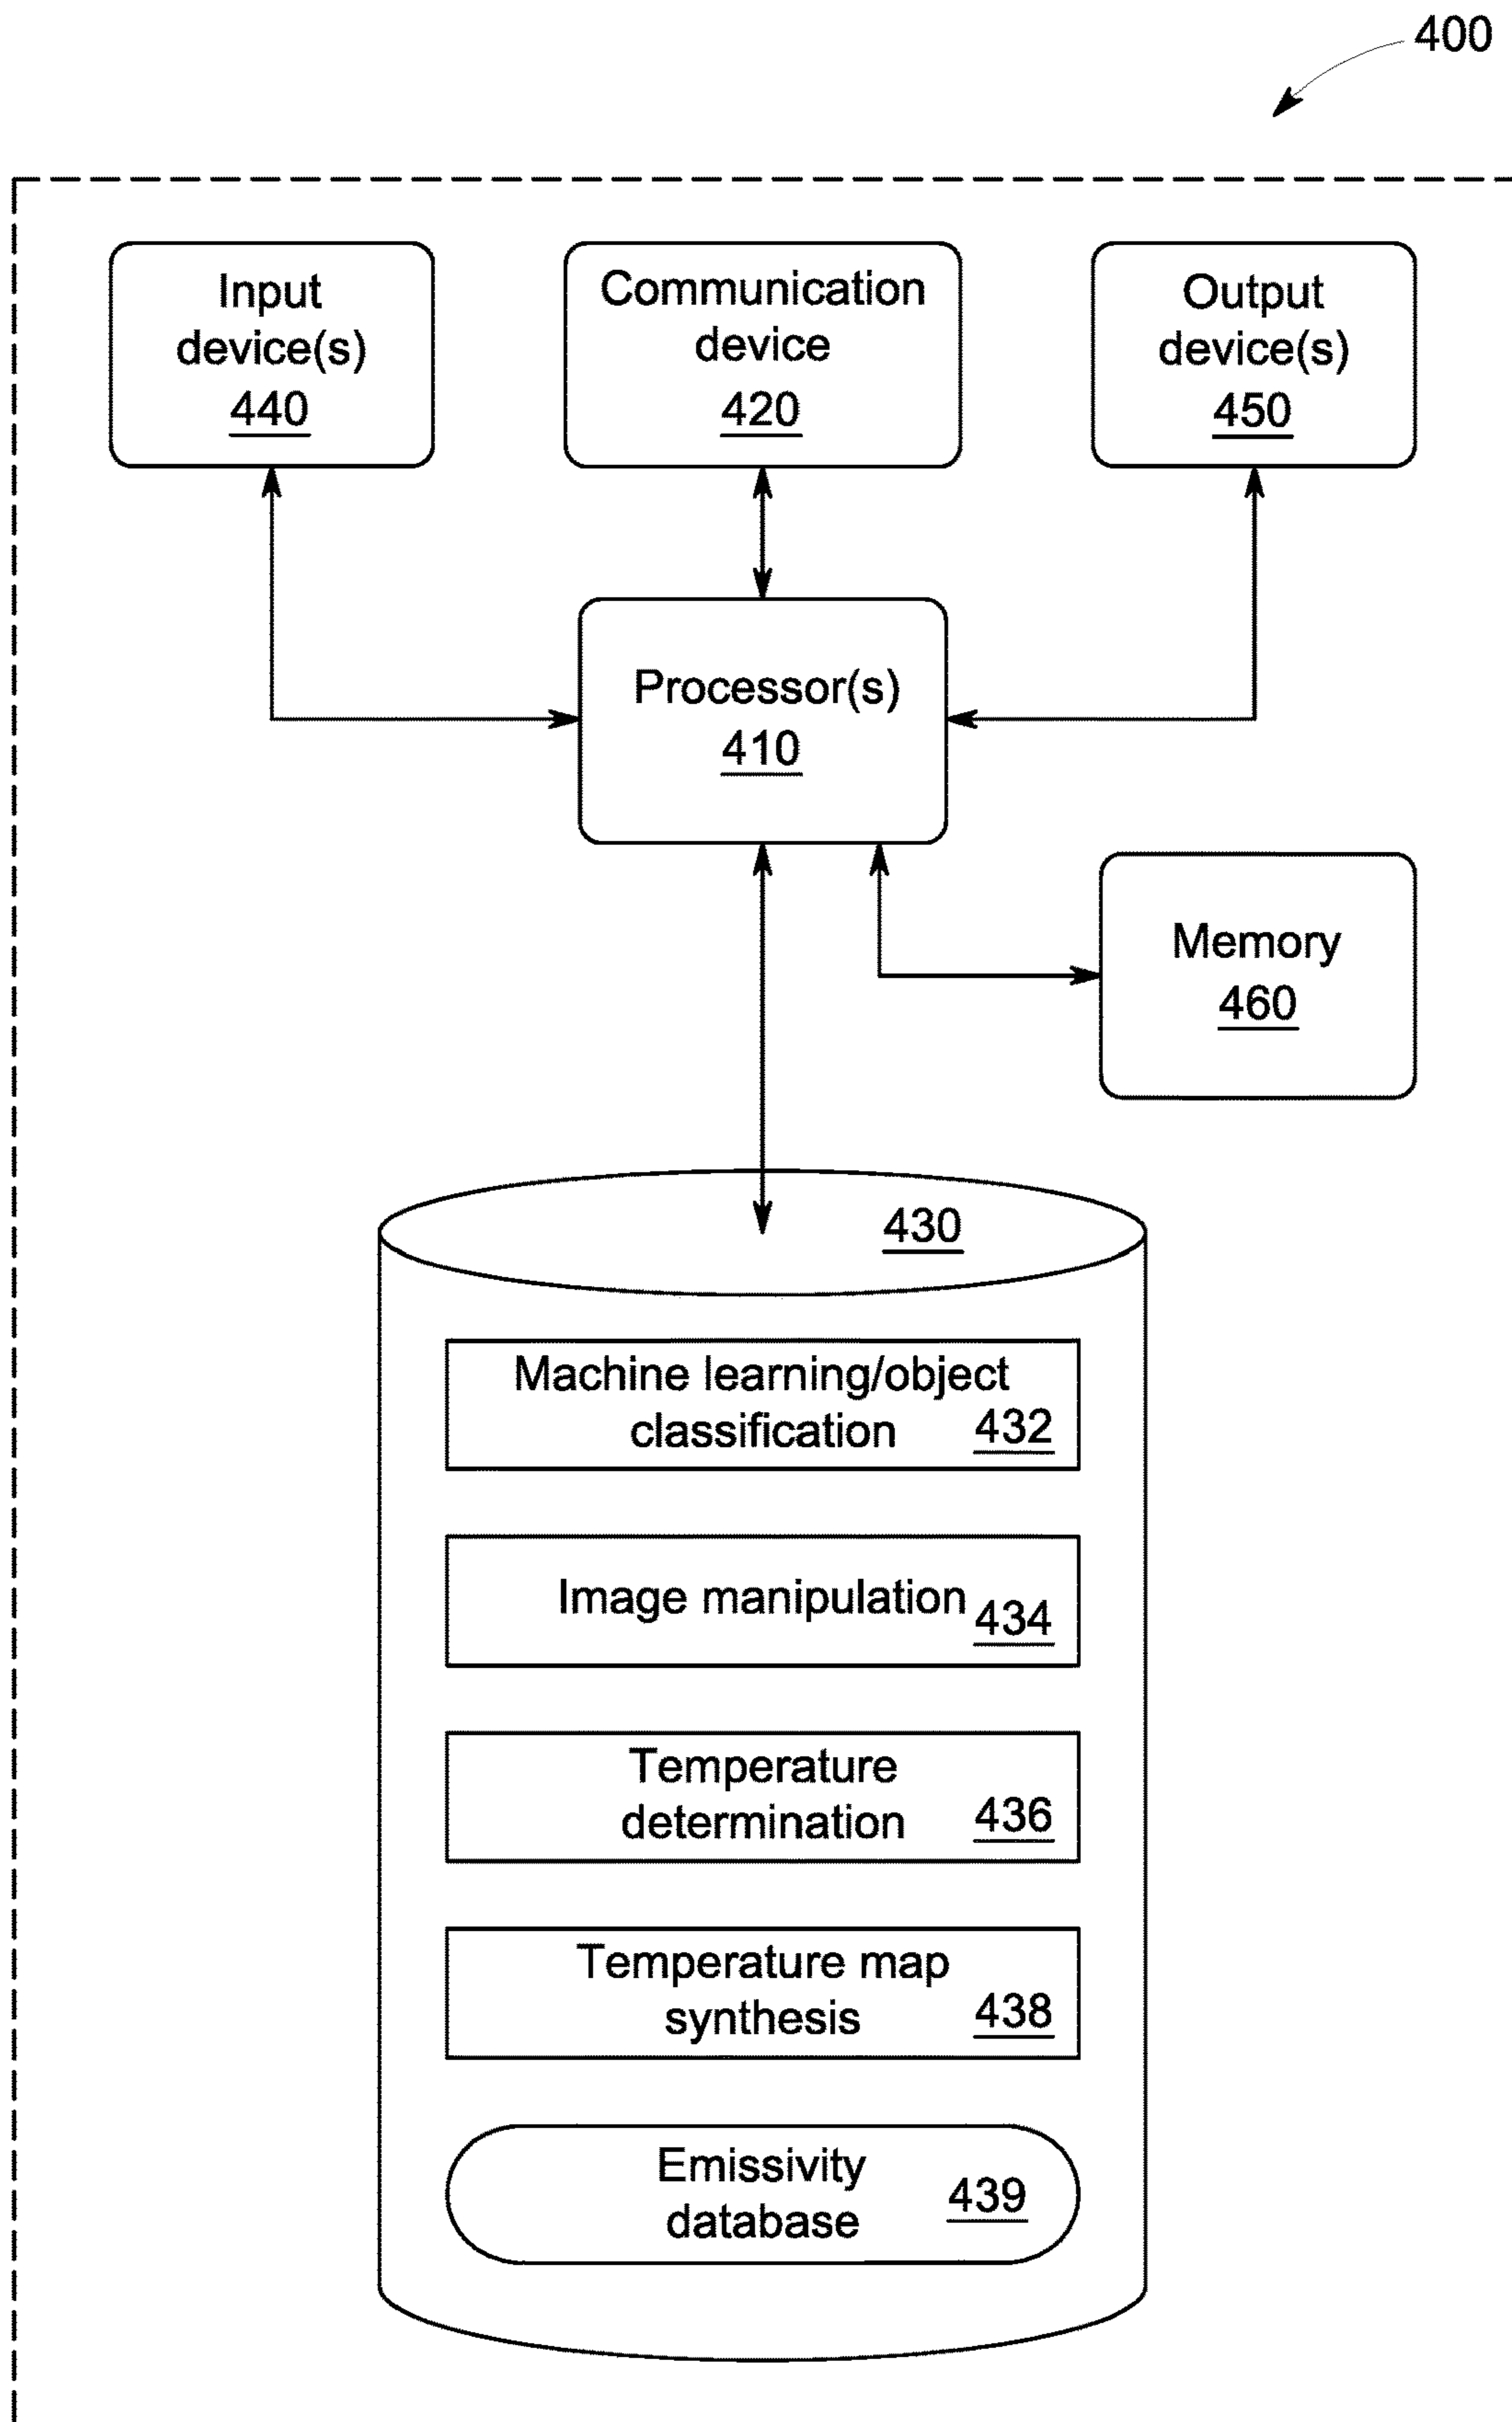 400
Input
device(s)
440
Communication
device
420
Output
device(s)
450
Processor(s)
410
Memory
460
430
Machine learning/object
classification 432
Image manipulation 434
Temperature
determination 436
Temperature map
synthesis 438
Emissivity
database 439